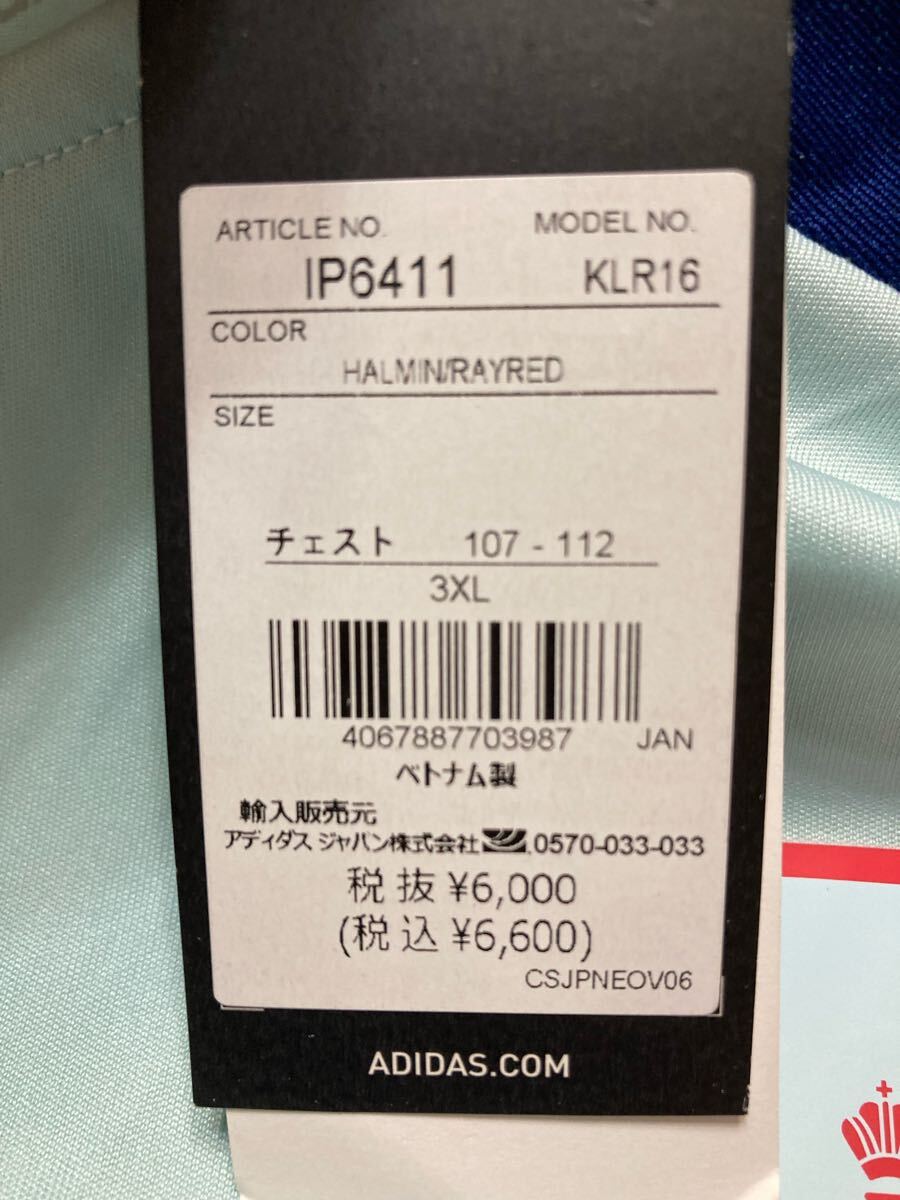 ARTICLE NO. MODEL NO.
IP6411 KLR16
COLOR
HALMIN/RAYRED
SIZE
チェスト 107 - 112
3XL
4067887703987 JAN
ベトナム製
輸入販売元
アディダス ジャパン株式会社 0570-033-033
税 抜 ¥6,000
(税 込 ¥6,600)
CSJPNEOV06
ADIDAS.COM